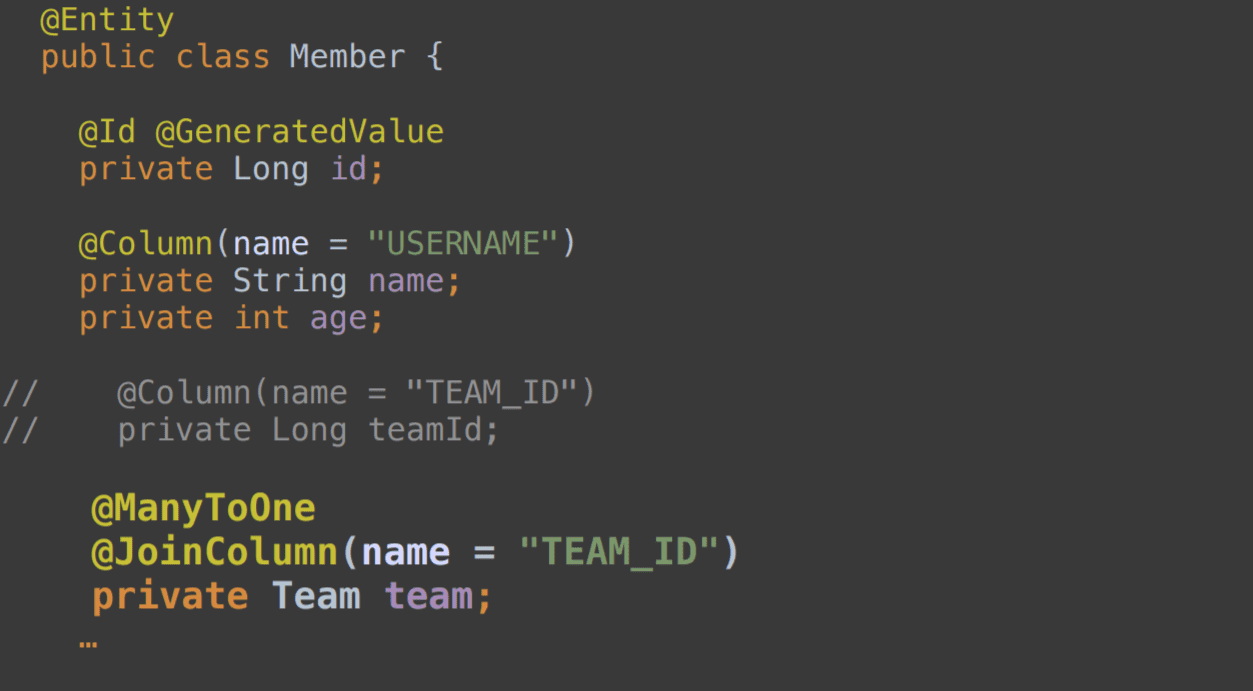 @Entity
public class Member {
@Id @GeneratedValue
private Long id;
@Column(name = "USERNAME")
private String name;
private int age;
//    @Column(name = "TEAM_ID")
//    private Long teamId;
@ManyToOne
@JoinColumn(name = "TEAM_ID")
private Team team;
…